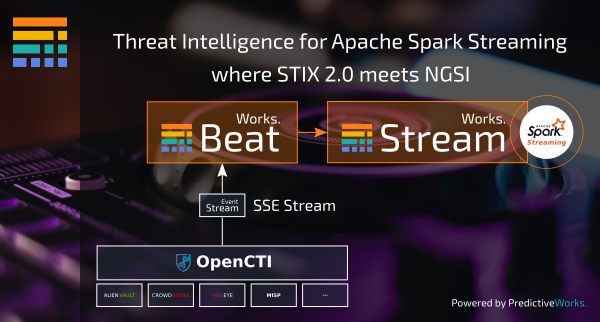 Threat Intelligence for Apache Spark Streaming
where STIX 2.0 meets NGSI
Works.
Beat
Works.
Stream
APACHE
Spark
Streaming
Event
Stream
SSE Stream
OpenCTI
ALIEN VAULT
CROWDSTRIKE
FIREEYE
MISP
...
Powered by PredictiveWorks.